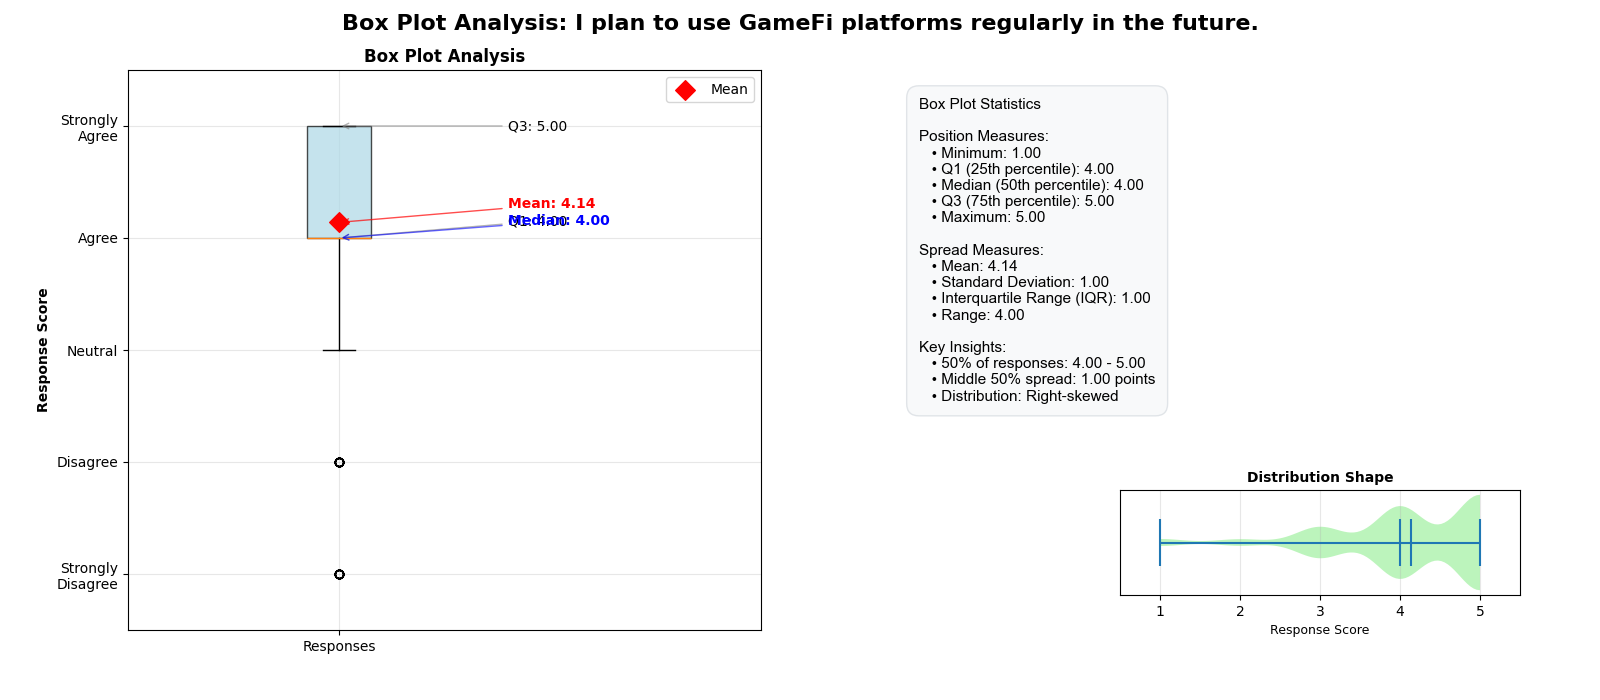 Box Plot Analysis: I plan to use GameFi platforms regularly in the future.
Box Plot Analysis
Mean
Strongly
Agree
Agree
Neutral
Disagree
Strongly
Disagree
Response Score
Q3: 5.00
Mean: 4.14
Median: 4.00
Q1: 4.00
Responses
Box Plot Statistics
Position Measures:
• Minimum: 1.00
• Q1 (25th percentile): 4.00
• Median (50th percentile): 4.00
• Q3 (75th percentile): 5.00
• Maximum: 5.00
Spread Measures:
• Mean: 4.14
• Standard Deviation: 1.00
• Interquartile Range (IQR): 1.00
• Range: 4.00
Key Insights:
• 50% of responses: 4.00 - 5.00
• Middle 50% spread: 1.00 points
• Distribution: Right-skewed
Distribution Shape
1 2 3 4 5
Response Score